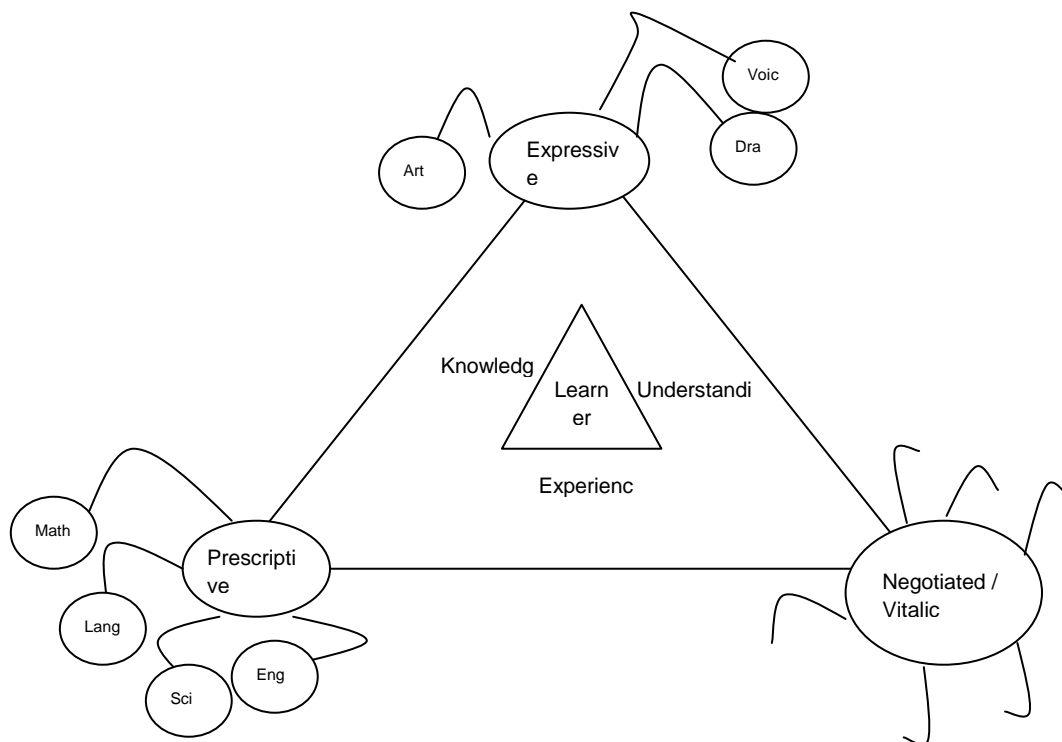 Voic
Dra
Art
Expressiv
e
Knowledg
Learn
er
Understandi
Experienc
Math
Prescripti
ve
Lang
Sci
Eng
Negotiated /
Vitalic